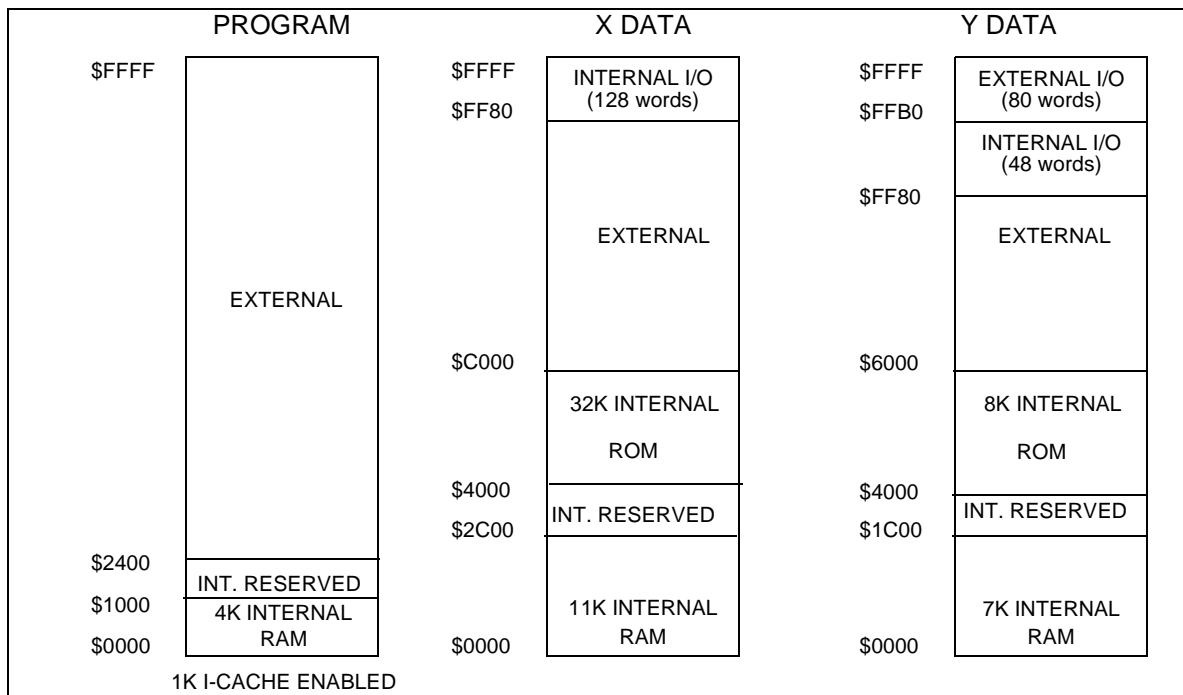 PROGRAM
$FFFF
EXTERNAL
$2400
INT. RESERVED
$1000
4K INTERNAL
RAM
$0000
1K I-CACHE ENABLED
X DATA
$FFFF
INTERNAL I/O
(128 words)
$FF80
EXTERNAL
$C000
32K INTERNAL
ROM
$4000
INT. RESERVED
$2C00
11K INTERNAL
RAM
$0000
Y DATA
$FFFF
EXTERNAL I/O
(80 words)
$FFB0
INTERNAL I/O
(48 words)
$FF80
EXTERNAL
$6000
8K INTERNAL
ROM
$4000
INT. RESERVED
$1C00
7K INTERNAL
RAM
$0000